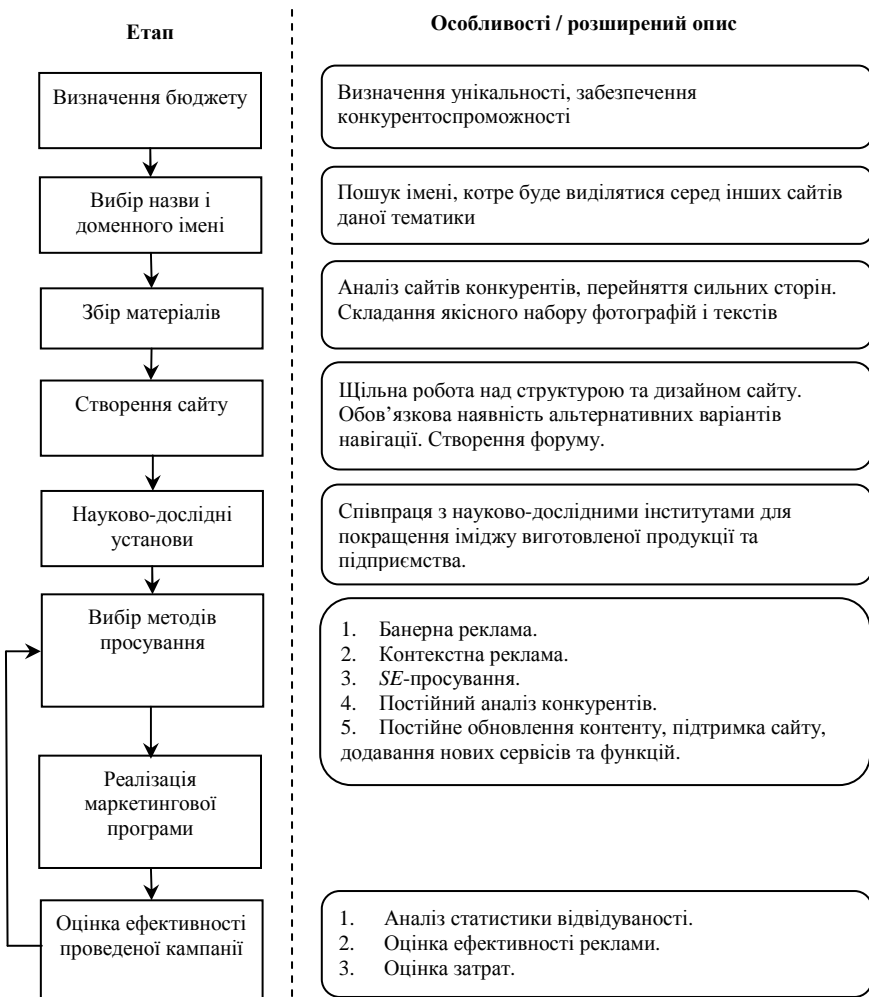 Етап
Особливості / розширений опис
Визначення бюджету
Визначення унікальності, забезпечення
конкурентоспроможності
Вибір назви і
доменного імені
Пошук імені, котре буде виділятися серед інших сайтів
даної тематики
Збір матеріалів
Аналіз сайтів конкурентів, перейняття сильних сторін.
Складання якісного набору фотографій і текстів
Створення сайту
Щільна робота над структурою та дизайном сайту.
Обов’язкова наявність альтернативних варіантів
навігації. Створення форуму.
Науково-дослідні
установи
Співпраця з науково-дослідними інститутами для
покращення іміджу виготовленої продукції та
підприємства.
Вибір методів
просування
1. Банерна реклама.
2. Контекстна реклама.
3. SE-просування.
4. Постійний аналіз конкурентів.
5. Постійне обновлення контенту, підтримка сайту,
додавання нових сервісів та функцій.
Реалізація
маркетингової
програми
Оцінка ефективності
проведеної кампанії
1. Аналіз статистики відвідуваності.
2. Оцінка ефективності реклами.
3. Оцінка затрат.